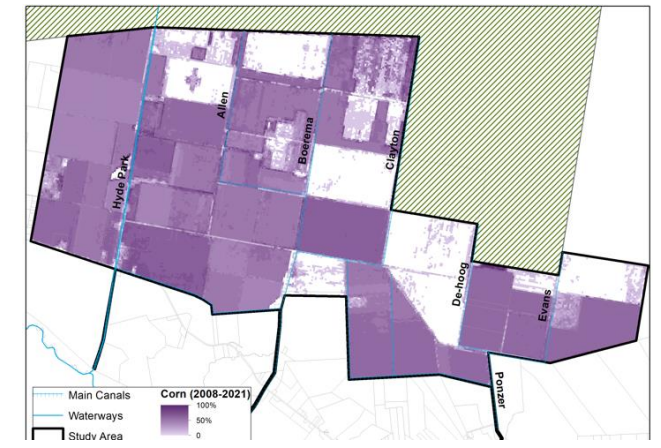 Allen
Boerema
Clayton
Hyde Park
De-hoog
Evans
Ponzer
Main Canals
Waterways
Study Area
Corn (2008-2021)
100%
50%
0